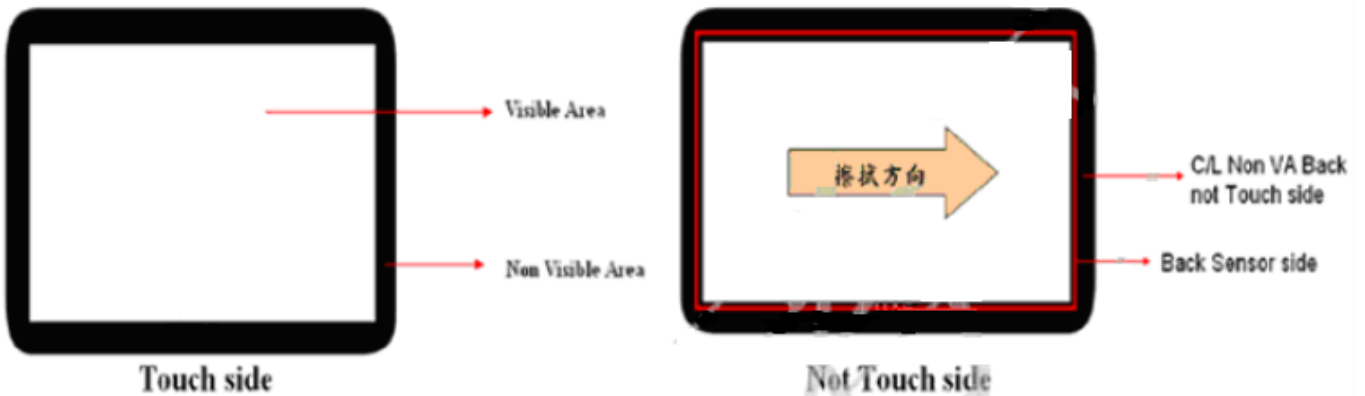 Visible Area
Non Visible Area
Touch side
擦拭方向
C/L Non VA Back
not Touch side
Back Sensor side
Not Touch side